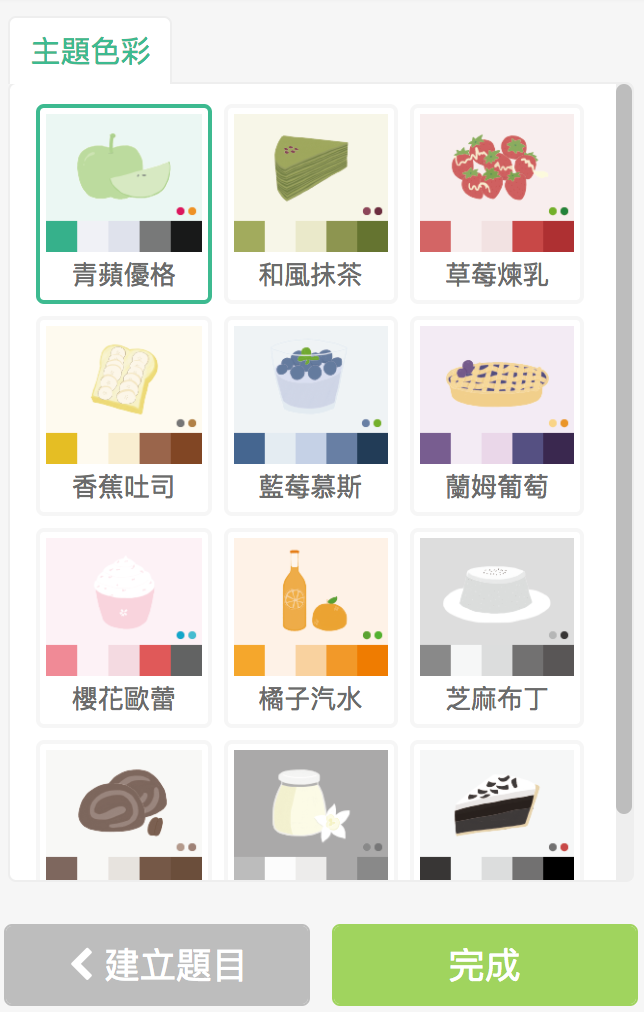 主題色彩
青蘋優格
和風抹茶
草莓煉乳
香蕉吐司
藍莓慕斯
蘭姆葡萄
櫻花歐蕾
橘子汽水
芝麻布丁
建立題目
完成